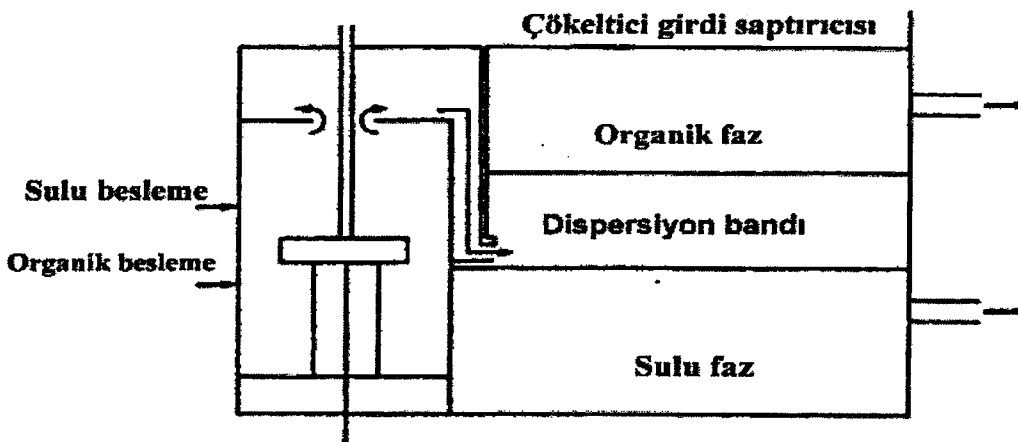 Çökeltici girdi saptırıcısı
Organik faz
Sulu besleme
Dispersiyon bandı
Organik besleme
Sulu faz